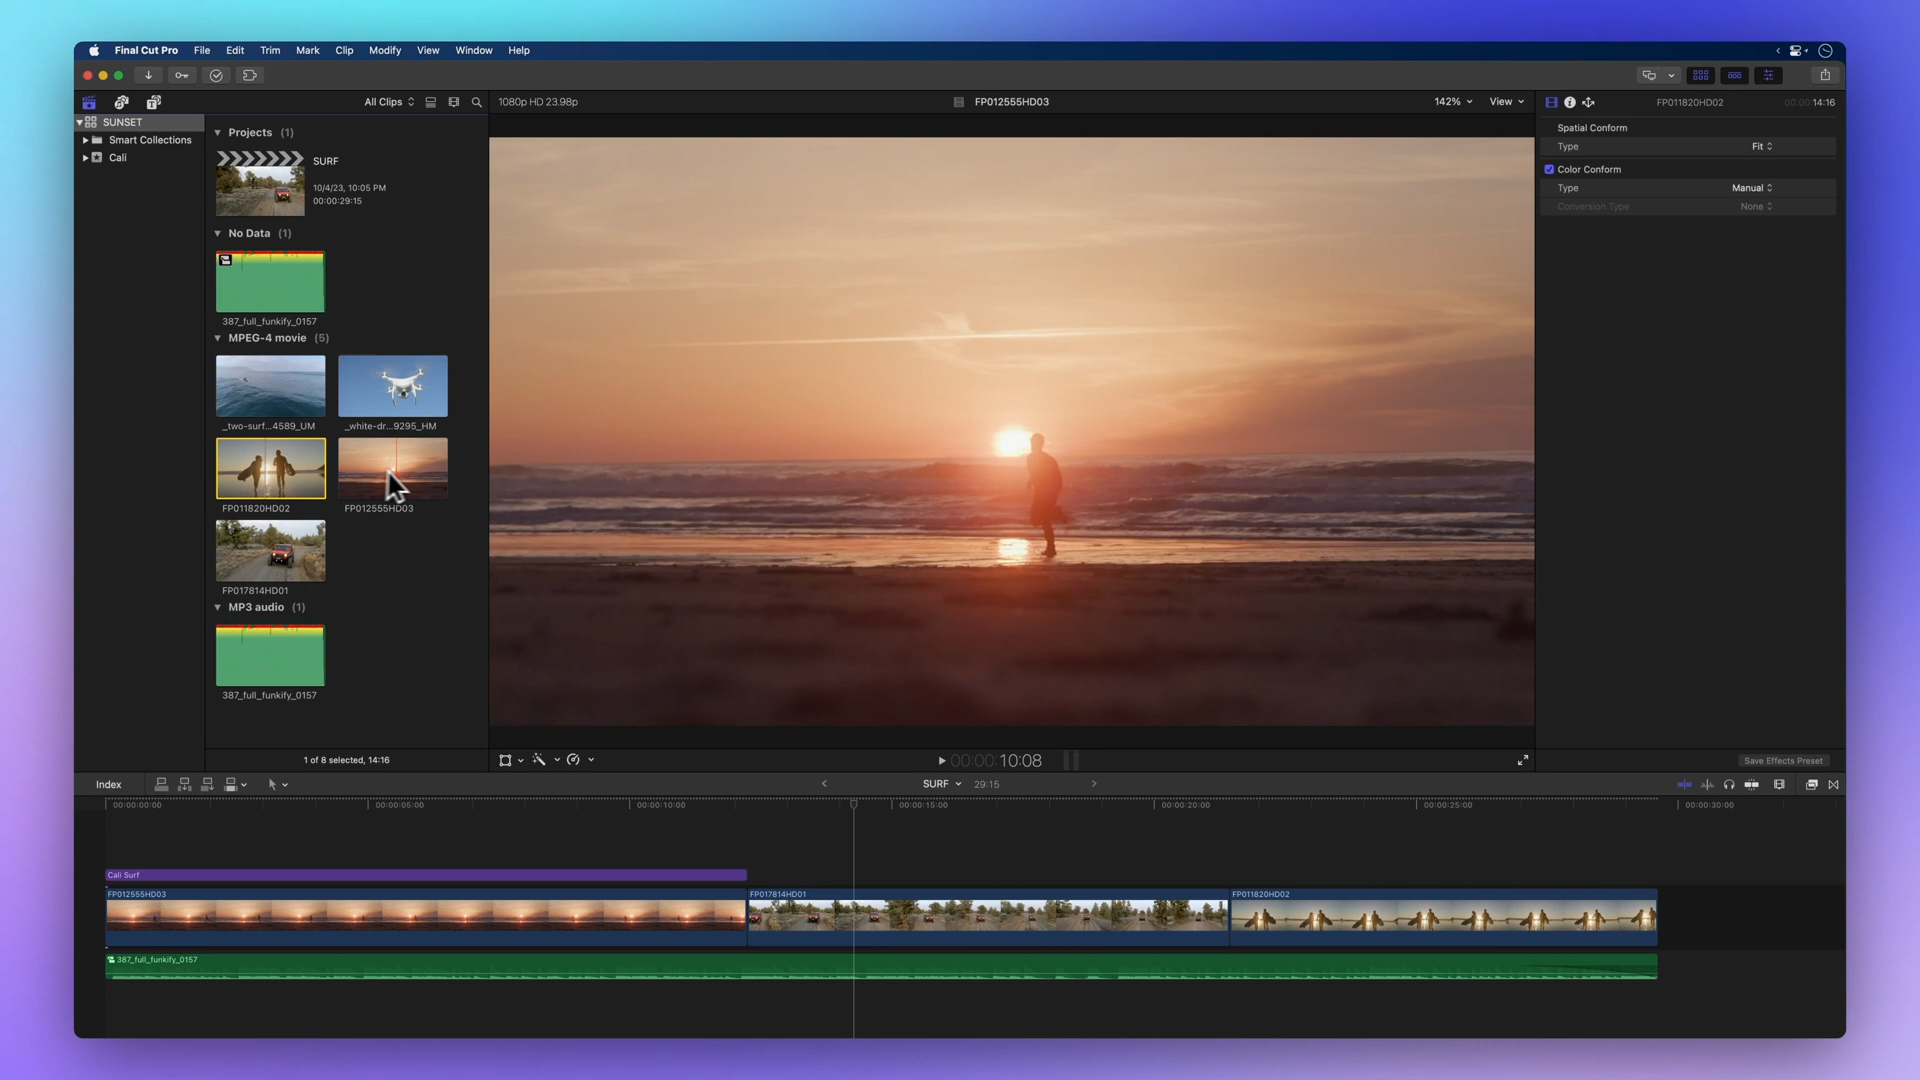 Final Cut Pro File Edit Trim Mark Clip Modify View Window Help
All Clips
1080p HD 23.98p
FP012555HD03
142%
View
FP011820HD02
00:00:14:16
SUNSET
Smart Collections
Cali
Projects (1)
SURF
10/4/23, 10:05 PM
00:00:29:15
No Data (1)
387_full_funkify_0157
MPEG-4 movie (5)
_two-surf...4589_UM
_white-dr...9295_HM
FP011820HD02
FP012555HD03
FP017814HD01
MP3 audio (1)
387_full_funkify_0157
1 of 8 selected, 14:16
Spatial Conform
Type Fit
Color Conform
Type Manual
Conversion Type None
00:00:10:08
Save Effects Preset
Index
SURF
29:15
00:00:00:00
00:00:05:00
00:00:10:00
00:00:15:00
00:00:20:00
00:00:25:00
00:00:30:00
Cali Surf
FP012555HD03
FP017814HD01
FP011820HD02
387_full_funkify_0157